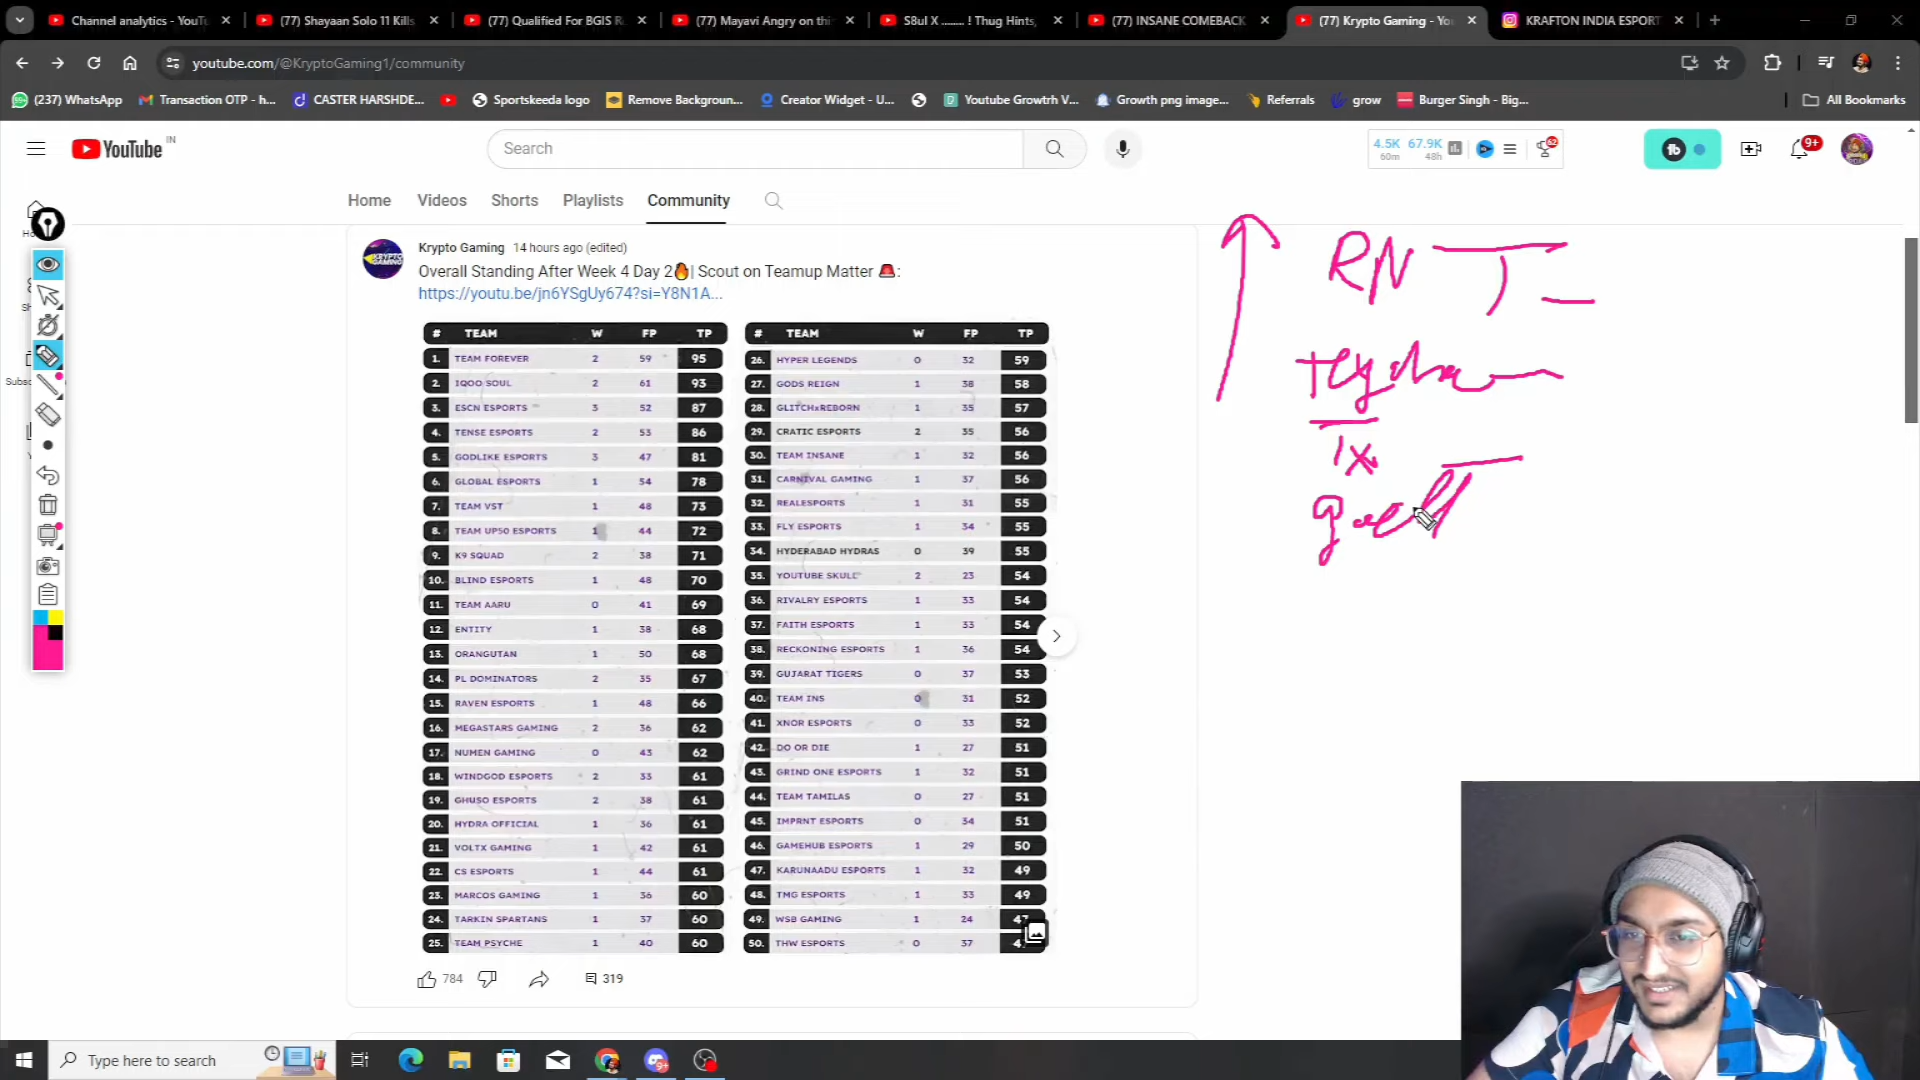 Channel analytics - YouTu
(77) Shayaan Solo 11 Kills
(77) Qualified For BGIS R
(77) Mayavi Angry on thi
S8ul X ........ ! Thug Hints,
(77) INSANE COMEBACK
(77) Krypto Gaming - Yo
KRAFTON INDIA ESPORT
youtube.com/@KryptoGaming1/community
(237) WhatsApp
Transaction OTP - h...
CASTER HARSHDE...
Sportskeeda logo
Remove Backgroun...
Creator Widget - U...
Youtube Growtrh V...
Growth png image...
Referrals
grow
Burger Singh - Big...
All Bookmarks
YouTube IN
Search
4.5K 67.9K
60m 48h
62
tb
9+
Home Videos Shorts Playlists Community
Krypto Gaming 14 hours ago (edited)
Overall Standing After Week 4 Day 2🔥| Scout on Teamup Matter 🚨:
https://youtu.be/jn6YSgUy674?si=Y8N1A...
# TEAM W FP TP
1. TEAM FOREVER 2 59 95
2. IQOO SOUL 2 61 93
3. ESCN ESPORTS 3 52 87
4. TENSE ESPORTS 2 53 86
5. GODLIKE ESPORTS 3 47 81
6. GLOBAL ESPORTS 1 54 78
7. TEAM VST 1 48 73
8. TEAM UP50 ESPORTS 1 44 72
9. K9 SQUAD 2 38 71
10. BLIND ESPORTS 1 48 70
11. TEAM AARU 0 41 69
12. ENTITY 1 38 68
13. ORANGUTAN 1 50 68
14. PL DOMINATORS 2 35 67
15. RAVEN ESPORTS 1 48 66
16. MEGASTARS GAMING 2 36 62
17. NUMEN GAMING 0 43 62
18. WINDGOD ESPORTS 2 33 61
19. GHUSO ESPORTS 2 38 61
20. HYDRA OFFICIAL 1 36 61
21. VOLTX GAMING 1 42 61
22. CS ESPORTS 1 44 61
23. MARCOS GAMING 1 36 60
24. TARKIN SPARTANS 1 37 60
25. TEAM PSYCHE 1 40 60
# TEAM W FP TP
26. HYPER LEGENDS 0 32 59
27. GODS REIGN 1 38 58
28. GLITCHxREBORN 1 35 57
29. CRATIC ESPORTS 2 35 56
30. TEAM INSANE 1 32 56
31. CARNIVAL GAMING 1 37 56
32. REALESPORTS 1 31 55
33. FLY ESPORTS 1 34 55
34. HYDERABAD HYDRAS 0 39 55
35. YOUTUBE SKULL 2 23 54
36. RIVALRY ESPORTS 1 33 54
37. FAITH ESPORTS 1 33 54
38. RECKONING ESPORTS 1 36 54
39. GUJARAT TIGERS 0 37 53
40. TEAM INS 0 31 52
41. XNOR ESPORTS 0 33 52
42. DO OR DIE 1 27 51
43. GRIND ONE ESPORTS 1 32 51
44. TEAM TAMILAS 0 27 51
45. IMPRNT ESPORTS 0 34 51
46. GAMEHUB ESPORTS 1 29 50
47. KARUNAADU ESPORTS 1 32 49
48. TMG ESPORTS 1 33 49
49. WSB GAMING 1 24
50. THW ESPORTS 0 37
784
319
RN
1x
Type here to search
9+